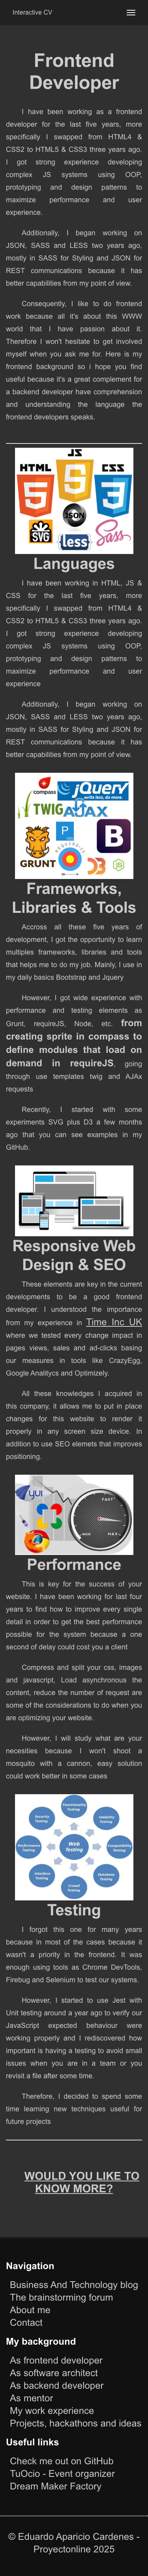 Interactive CV
Frontend
Developer
I have been working as a frontend
developer for the last five years, more
specifically I swapped from HTML4 &
CSS2 to HTML5 & CSS3 three years ago.
I got strong experience developing
complex JS systems using OOP,
prototyping and design patterns to
maximize performance and user
experience.
Additionally, I began working on
JSON, SASS and LESS two years ago,
mostly in SASS for Styling and JSON for
REST communications because it has
better capabilities from my point of view.
Consequently, I like to do frontend
work because all it's about this WWW
world that I have passion about it.
Therefore I won't hesitate to get involved
myself when you ask me for. Here is my
frontend background so i hope you find
useful because it's a great complement for
a backend developer have comprehension
and understanding the language the
frontend developers speaks.
JS
HTML
CSS
5
5
3
JSON
SVG
{less}
Sass
Languages
I have been working in HTML, JS &
CSS for the last five years, more
specifically I swapped from HTML4 &
CSS2 to HTML5 & CSS3 three years ago.
I got strong experience developing
complex JS systems using OOP,
prototyping and design patterns to
maximize performance and user
experience
Additionally, I began working on
JSON, SASS and LESS two years ago,
mostly in SASS for Styling and JSON for
REST communications because it has
better capabilities from my point of view.
compass
jQuery
TWIG
AJAX
P
B
GRUNT
Frameworks,
Libraries & Tools
Accross all these five years of
development, I got the opportunity to learn
multiples frameworks, libraries and tools
that helps me to do my job. Mainly, I use in
my daily basics Bootstrap and Jquery
However, I got wide experience with
performance and testing elements as
Grunt, requireJS, Node, etc. from
creating sprite in compass to
define modules that load on
demand in requireJS, going
through use templates twig and AJAx
requests
Recently, I started with some
experiments SVG plus D3 a few months
ago that you can see examples in my
GitHub.
Responsive Web
Design & SEO
These elements are key in the current
developments to be a good frontend
developer. I understood the importance
from my experience in Time Inc UK
where we tested every change impact in
pages views, sales and ad-clicks basing
our measures in tools like CrazyEgg,
Google Analitycs and Optimizely.
All these knowledges I acquired in
this company, it allows me to put in place
changes for this website to render it
properly in any screen size device. In
addition to use SEO elemets that improves
positioning.
yui
FAST
Performance
This is key for the success of your
website. I have been working for last four
years to find how to improve every single
detail in order to get the best performance
possible for the system because a one
second of delay could cost you a client
Compress and split your css, images
and javascript, Load asynchronous the
content, reduce the number of request are
some of the considerations to do when you
are optimizing your website.
However, I will study what are your
necesities because I won't shoot a
mosquito with a cannon, easy solution
could work better in some cases
Functionality
Testing
Security
Testing
Usability
Testing
Performance
Testing
Web
Testing
Compatibility
Testing
Interface
Testing
Database
Testing
Crowd
Testing
Testing
I forgot this one for many years
because in most of the cases because it
wasn't a priority in the frontend. It was
enough using tools as Chrome DevTools,
Firebug and Selenium to test our systems.
However, I started to use Jest with
Unit testing around a year ago to verify our
JavaScript expected behaviour were
working properly and I rediscovered how
important is having a testing to avoid small
issues when you are in a team or you
revisit a file after some time.
Therefore, I decided to spend some
time learning new techniques useful for
future projects
WOULD YOU LIKE TO
KNOW MORE?
Navigation
Business And Technology blog
The brainstorming forum
About me
Contact
My background
As frontend developer
As software architect
As backend developer
As mentor
My work experience
Projects, hackathons and ideas
Useful links
Check me out on GitHub
TuOcio - Event organizer
Dream Maker Factory
© Eduardo Aparicio Cardenes -
Proyectonline 2025